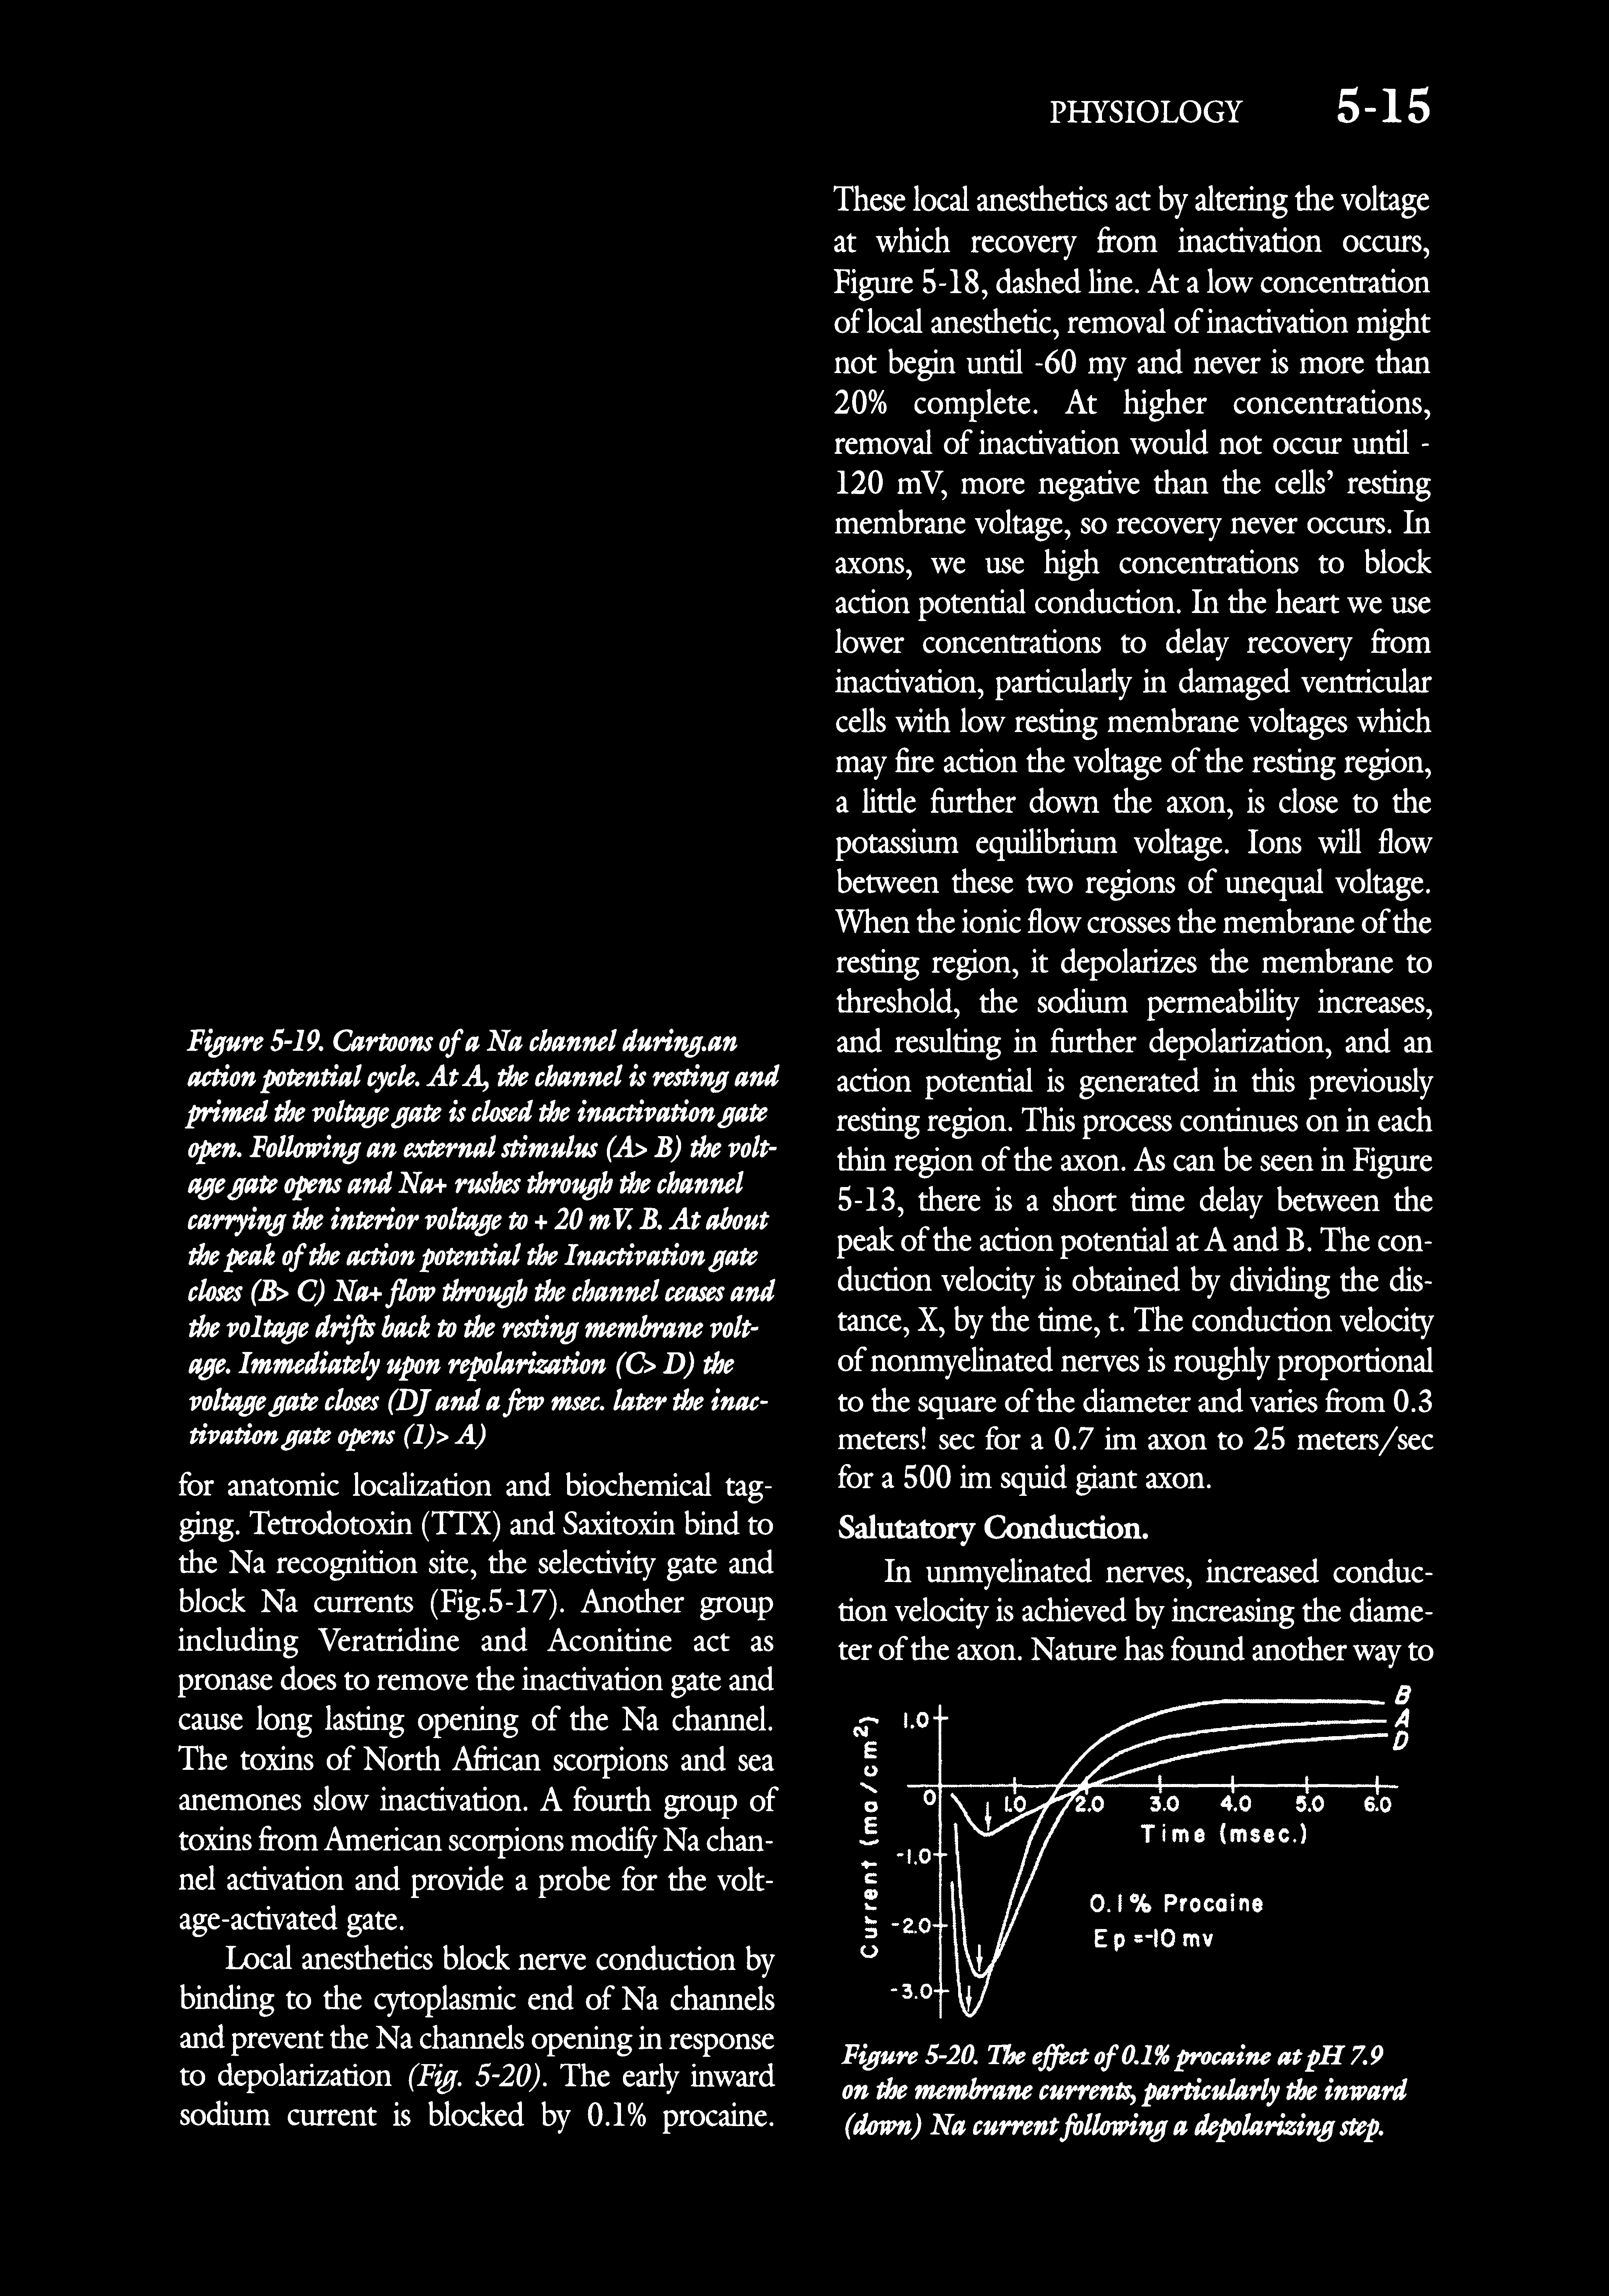 PHYSIOLOGY 5-15
Figure 5-19. Cartoons of a Na channel during.an
action potential cycle. At A, the channel is resting and
primed the voltage gate is closed the inactivation gate
open. Following an external stimulus (A> B) the volt-
age gate opens and Na+ rushes through the channel
carrying the interior voltage to + 20 mV. B. At about
the peak of the action potential the Inactivation gate
closes (B> C) Na+ flow through the channel ceases and
the voltage drifts back to the resting membrane volt-
age. Immediately upon repolarization (C> D) the
voltage gate closes (DJ and a few msec. later the inac-
tivation gate opens (1)> A)
for anatomic localization and biochemical tag-
ging. Tetrodotoxin (TTX) and Saxitoxin bind to
the Na recognition site, the selectivity gate and
block Na currents (Fig.5-17). Another group
including Veratridine and Aconitine act as
pronase does to remove the inactivation gate and
cause long lasting opening of the Na channel.
The toxins of North African scorpions and sea
anemones slow inactivation. A fourth group of
toxins from American scorpions modify Na chan-
nel activation and provide a probe for the volt-
age-activated gate.
Local anesthetics block nerve conduction by
binding to the cytoplasmic end of Na channels
and prevent the Na channels opening in response
to depolarization (Fig. 5-20). The early inward
sodium current is blocked by 0.1% procaine.
These local anesthetics act by altering the voltage
at which recovery from inactivation occurs,
Figure 5-18, dashed line. At a low concentration
of local anesthetic, removal of inactivation might
not begin until -60 my and never is more than
20% complete. At higher concentrations,
removal of inactivation would not occur until -
120 mV, more negative than the cells’ resting
membrane voltage, so recovery never occurs. In
axons, we use high concentrations to block
action potential conduction. In the heart we use
lower concentrations to delay recovery from
inactivation, particularly in damaged ventricular
cells with low resting membrane voltages which
may fire action the voltage of the resting region,
a little further down the axon, is close to the
potassium equilibrium voltage. Ions will flow
between these two regions of unequal voltage.
When the ionic flow crosses the membrane of the
resting region, it depolarizes the membrane to
threshold, the sodium permeability increases,
and resulting in further depolarization, and an
action potential is generated in this previously
resting region. This process continues on in each
thin region of the axon. As can be seen in Figure
5-13, there is a short time delay between the
peak of the action potential at A and B. The con-
duction velocity is obtained by dividing the dis-
tance, X, by the time, t. The conduction velocity
of nonmyelinated nerves is roughly proportional
to the square of the diameter and varies from 0.3
meters! sec for a 0.7 im axon to 25 meters/sec
for a 500 im squid giant axon.
Salutatory Conduction.
In unmyelinated nerves, increased conduc-
tion velocity is achieved by increasing the diame-
ter of the axon. Nature has found another way to
Current (ma/cm²)
1.0
0
-1.0
-2.0
-3.0
B
A
D
1.0 2.0 3.0 4.0 5.0 6.0
Time (msec.)
0.1% Procaine
Ep =-10 mv
Figure 5-20. The effect of 0.1% procaine at pH 7.9
on the membrane currents, particularly the inward
(down) Na current following a depolarizing step.